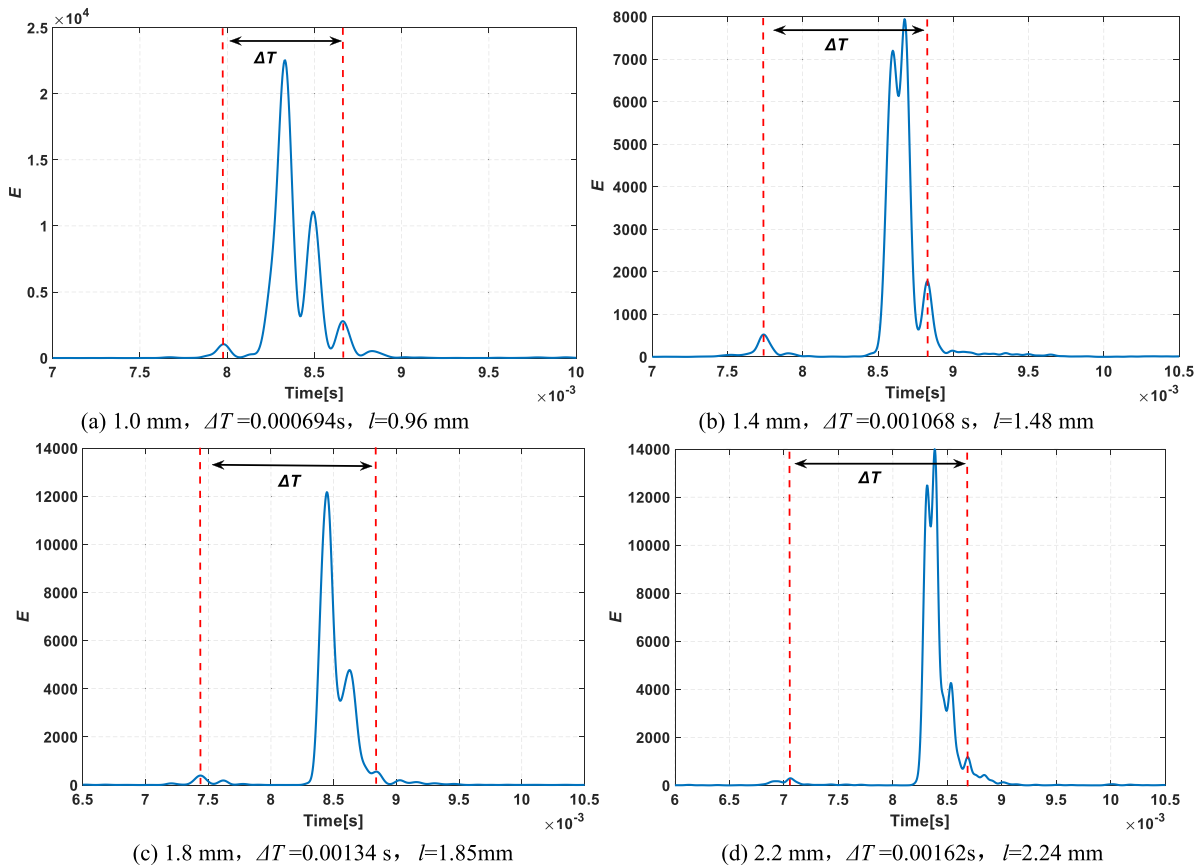 ×10⁴
2.5
2
1.5
1
0.5
0
E
ΔT
7 7.5 8 8.5 9 9.5 10
Time[s]
×10⁻³
(a) 1.0 mm，ΔT =0.000694s，l=0.96 mm
8000
7000
6000
5000
4000
3000
2000
1000
0
E
ΔT
7 7.5 8 8.5 9 9.5 10 10.5
Time[s]
×10⁻³
(b) 1.4 mm，ΔT =0.001068 s，l=1.48 mm
14000
12000
10000
8000
6000
4000
2000
0
E
ΔT
6.5 7 7.5 8 8.5 9 9.5 10 10.5
Time[s]
×10⁻³
(c) 1.8 mm，ΔT =0.00134 s， l=1.85mm
14000
12000
10000
8000
6000
4000
2000
0
E
ΔT
6 6.5 7 7.5 8 8.5 9 9.5 10 10.5
Time[s]
×10⁻³
(d) 2.2 mm，ΔT =0.00162s，l=2.24 mm